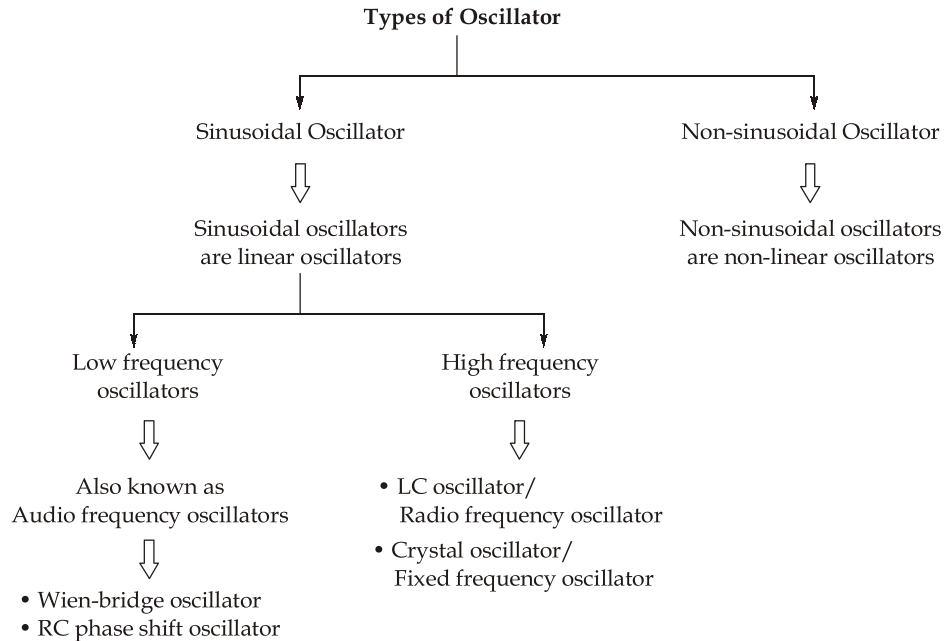 Types of Oscillator
Sinusoidal Oscillator
Non-sinusoidal Oscillator
Sinusoidal oscillators
are linear oscillators
Non-sinusoidal oscillators
are non-linear oscillators
Low frequency
oscillators
High frequency
oscillators
Also known as
Audio frequency oscillators
• LC oscillator/
Radio frequency oscillator
• Crystal oscillator/
Fixed frequency oscillator
• Wien-bridge oscillator
• RC phase shift oscillator